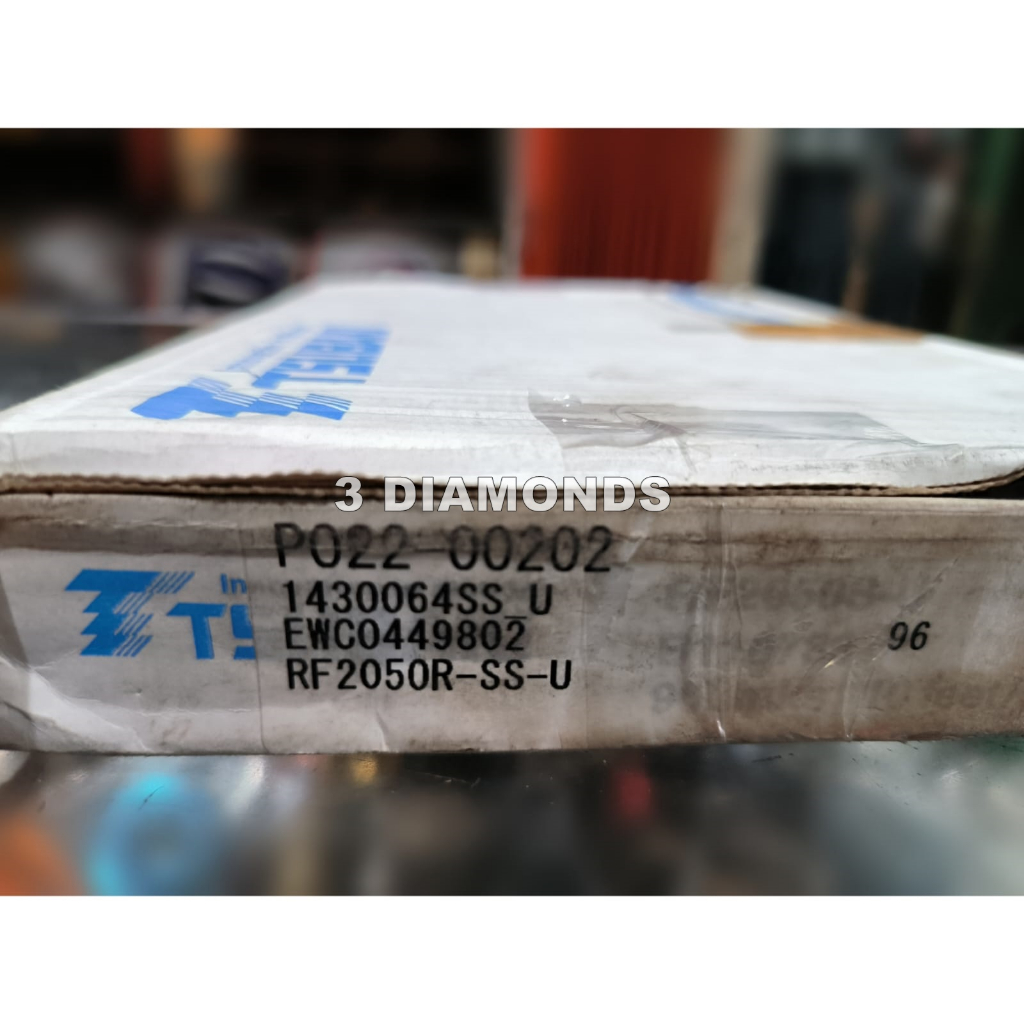 3 DIAMONDS
P022-00202
1430064SS_U
EWC0449802
RF2050R-SS-U
96